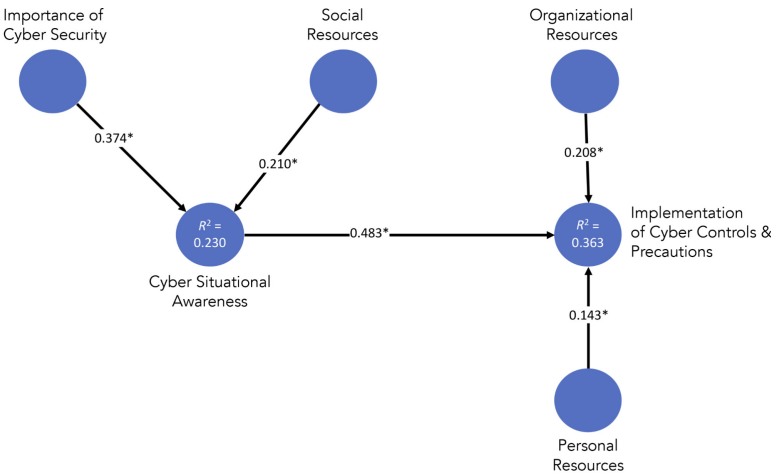 Importance of
Cyber Security
Social
Resources
Organizational
Resources
0.374*
0.210*
0.208*
R² =
0.230
0.483*
R² =
0.363
Implementation
of Cyber Controls &
Precautions
Cyber Situational
Awareness
0.143*
Personal
Resources